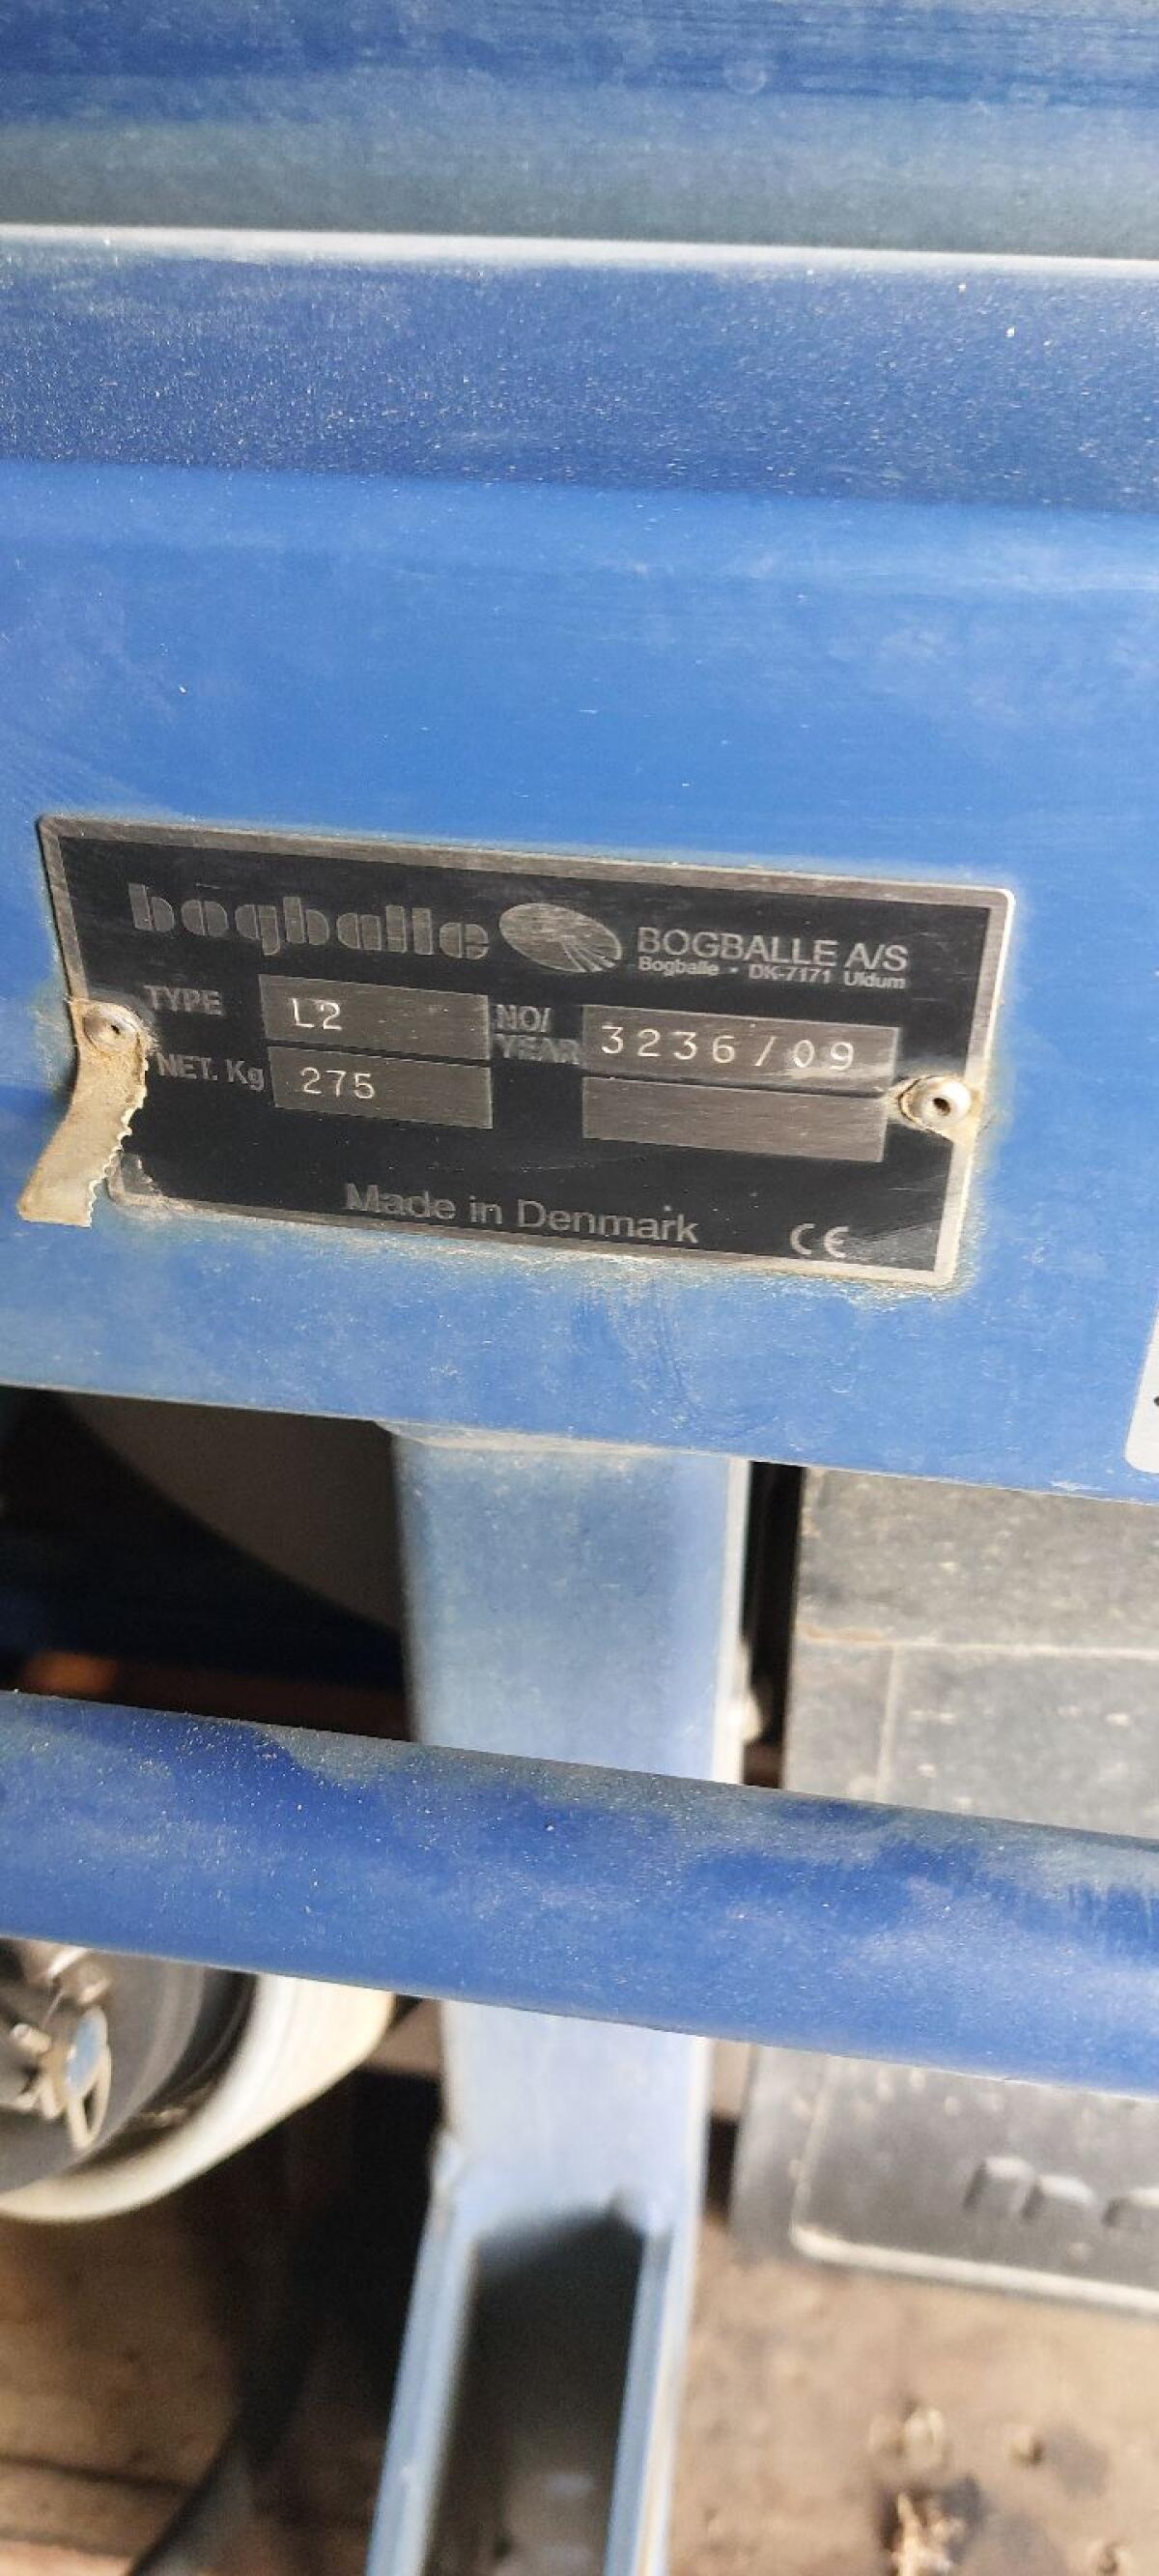 bogballe BOGBALLE A/S
Bogballe • DK-7171 Uldum
TYPE L2 NO/ YEAR 3236/09
NET. Kg 275
Made in Denmark CE